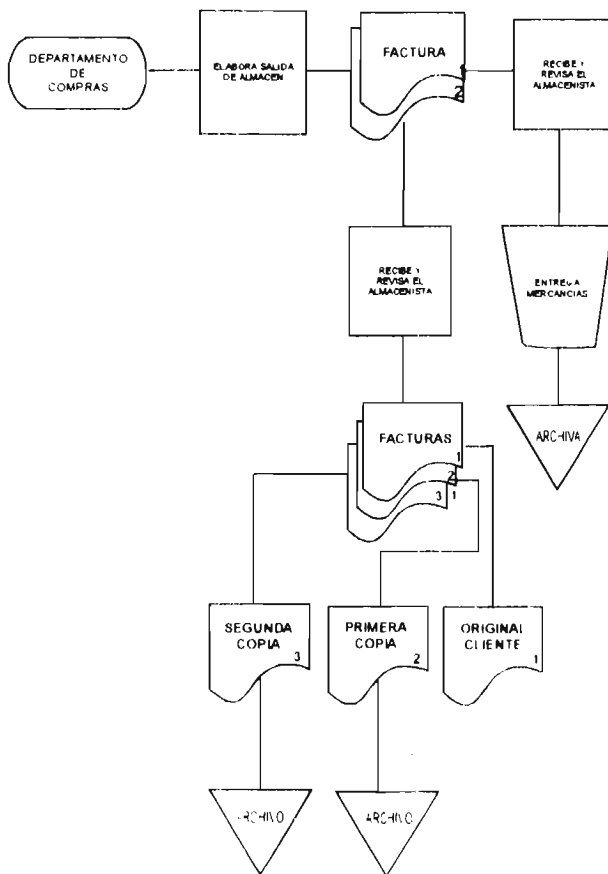 DEPARTAMENTO
DE
COMPRAS
ELABORA SALIDA
DE ALMACEN
FACTURA
2
RECIBE Y
REVISA EL
ALMACENISTA
RECIBE Y
REVISA EL
ALMACENISTA
ENTREGA
MERCANCIAS
ARCHIVA
FACTURAS
1
2
3 1
SEGUNDA
COPIA
3
PRIMERA
COPIA
2
ORIGINAL
CLIENTE
1
ARCHIVO
ARCHIVO